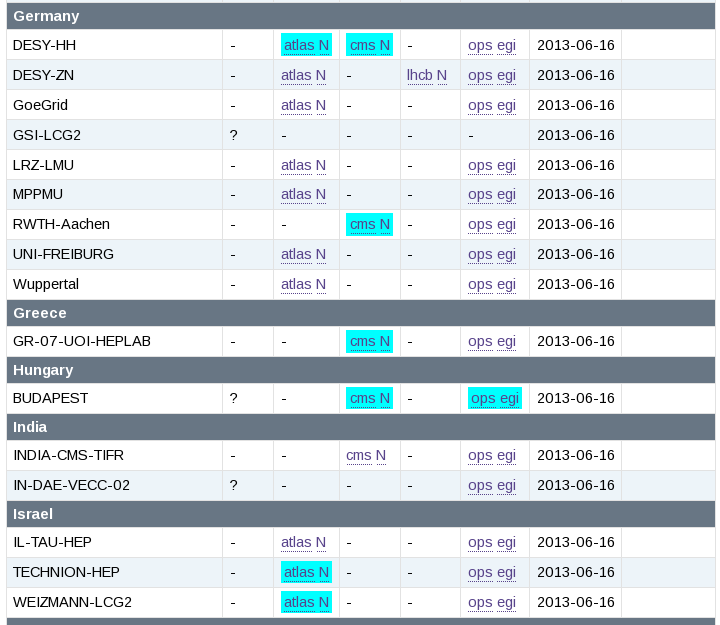 Germany
DESY-HH - atlas N cms N - ops egi 2013-06-16
DESY-ZN - atlas N - lhcb N ops egi 2013-06-16
GoeGrid - atlas N - - ops egi 2013-06-16
GSI-LCG2 ? - - - - 2013-06-16
LRZ-LMU - atlas N - - ops egi 2013-06-16
MPPMU - atlas N - - ops egi 2013-06-16
RWTH-Aachen - - cms N - ops egi 2013-06-16
UNI-FREIBURG - atlas N - - ops egi 2013-06-16
Wuppertal - atlas N - - ops egi 2013-06-16
Greece
GR-07-UOI-HEPLAB - - cms N - ops egi 2013-06-16
Hungary
BUDAPEST ? - cms N - ops egi 2013-06-16
India
INDIA-CMS-TIFR - - cms N - ops egi 2013-06-16
IN-DAE-VECC-02 ? - - - ops egi 2013-06-16
Israel
IL-TAU-HEP - atlas N - - ops egi 2013-06-16
TECHNION-HEP - atlas N - - ops egi 2013-06-16
WEIZMANN-LCG2 - atlas N - - ops egi 2013-06-16